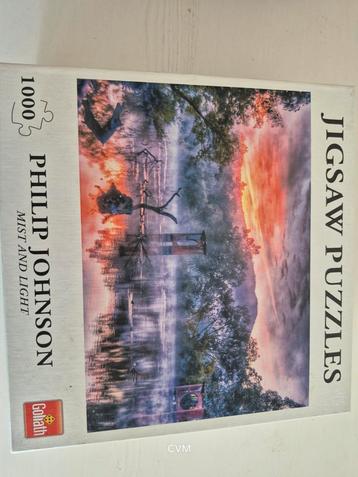 JIGSAW PUZZLES
1000
PHILIP JOHNSON
MIST AND LIGHT
Goliath
CVM